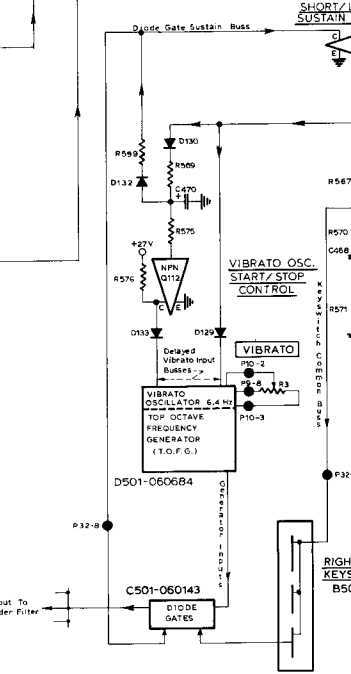 SHORT/L
SUSTAIN
Diode Gate Sustain Buss
C
E
D130
R599
R569
D132
C470
+
R567
R575
+27V
R570
C468
NPN
Q112
R576
C E
VIBRATO OSC.
START/STOP
CONTROL
Keyswitch Common Buss
R571
D133
D129
Delayed
Vibrato Input
Busses
VIBRATO
P10-2
P9-8
R3
P10-3
VIBRATO
OSCILLATOR 6.4 Hz
TOP OCTAVE
FREQUENCY
GENERATOR
(T.O.F.G.)
D501-060684
P32-
Generator Inputs
P32-8
C501-060143
RIGH
KEYS
B50
DIODE
GATES
out To
der Filter